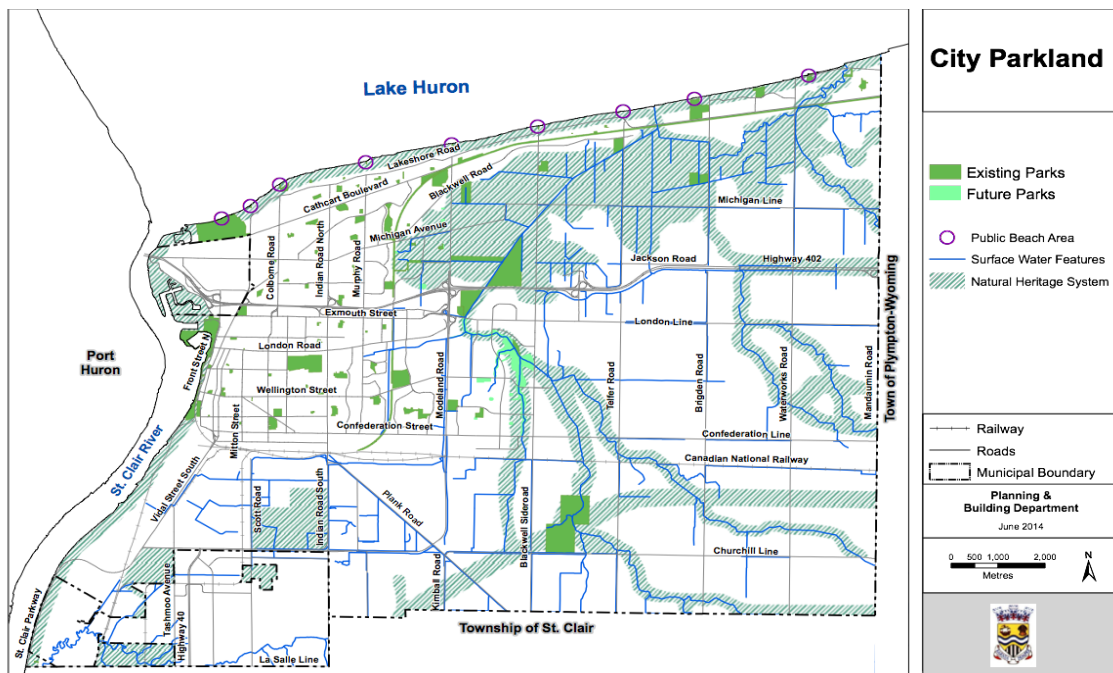 City Parkland
Lake Huron
Lakeshore Road
Cathcart Boulevard
Blackwell Road
Michigan Line
Michigan Avenue
Colborne Road
Indian Road North
Murphy Road
Jackson Road
Highway 402
Exmouth Street
London Line
London Road
Front Street N
Port
Huron
Wellington Street
Modeland Road
Telfer Road
Brigden Road
Waterworks Road
Mandaumin Road
Town of Plympton-Wyoming
Mitton Street
Confederation Street
Confederation Line
Canadian National Railway
St. Clair River
Vidal Street South
Scott Road
Indian Road South
Plank Road
Blackwell Sideroad
Churchill Line
Kimball Road
Tashmoo Avenue
Highway 40
St. Clair Parkway
La Salle Line
Township of St. Clair
Existing Parks
Future Parks
Public Beach Area
Surface Water Features
Natural Heritage System
Railway
Roads
Municipal Boundary
Planning &
Building Department
June 2014
0 500 1,000 2,000
Metres
N